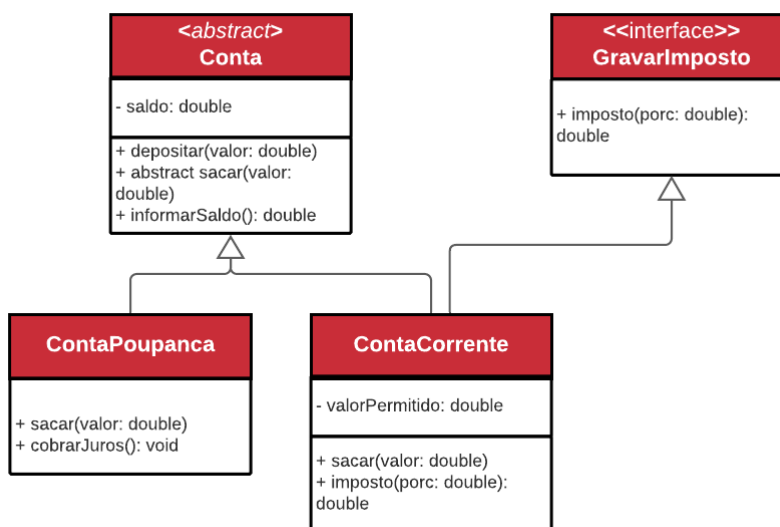 <abstract>
Conta
- saldo: double
+ depositar(valor: double)
+ abstract sacar(valor:
double)
+ informarSaldo(): double
<<interface>>
GravarImposto
+ imposto(porc: double):
double
ContaPoupanca
+ sacar(valor: double)
+ cobrarJuros(): void
ContaCorrente
- valorPermitido: double
+ sacar(valor: double)
+ imposto(porc: double):
double